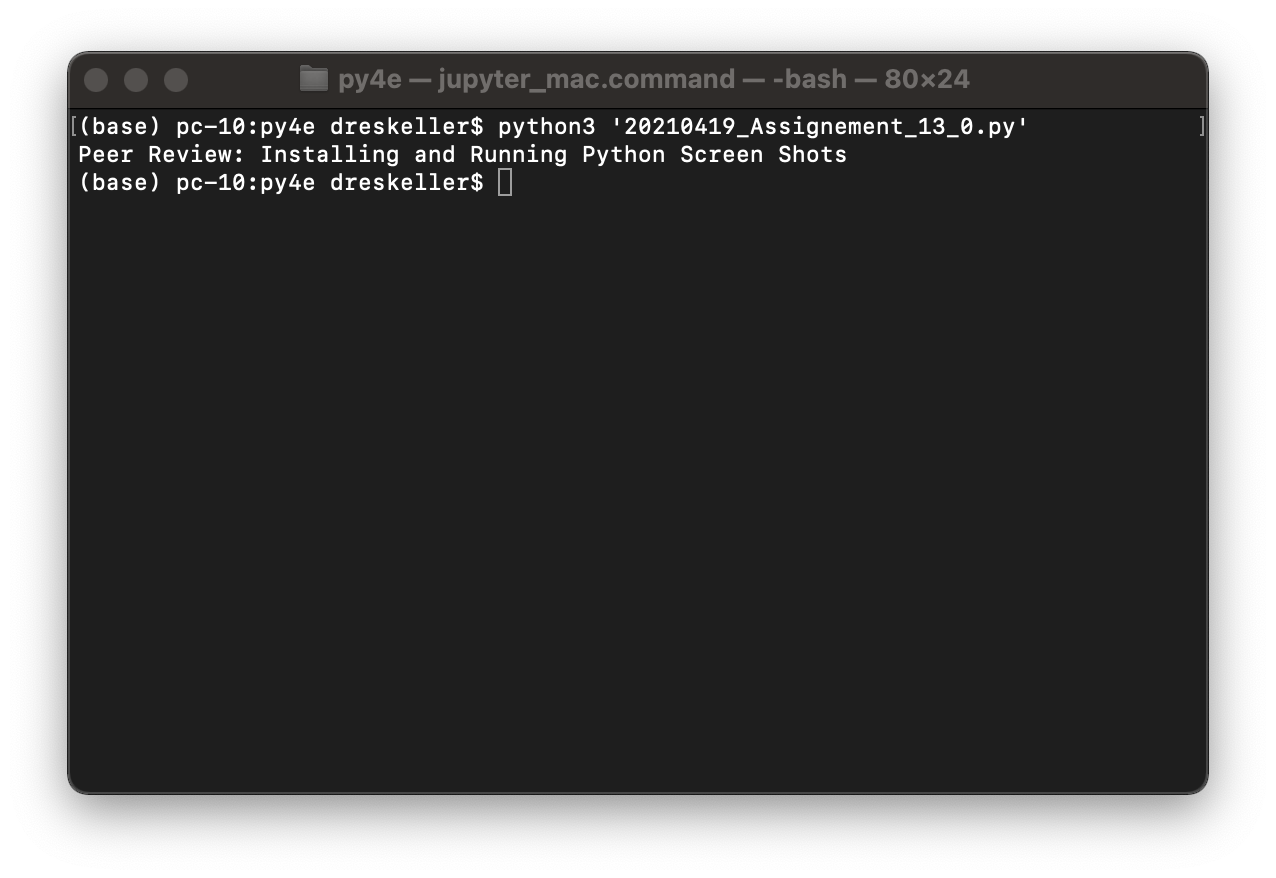 py4e — jupyter_mac.command — -bash — 80×24
[(base) pc-10:py4e dreskeller$ python3 '20210419_Assignement_13_0.py' ]
Peer Review: Installing and Running Python Screen Shots
(base) pc-10:py4e dreskeller$